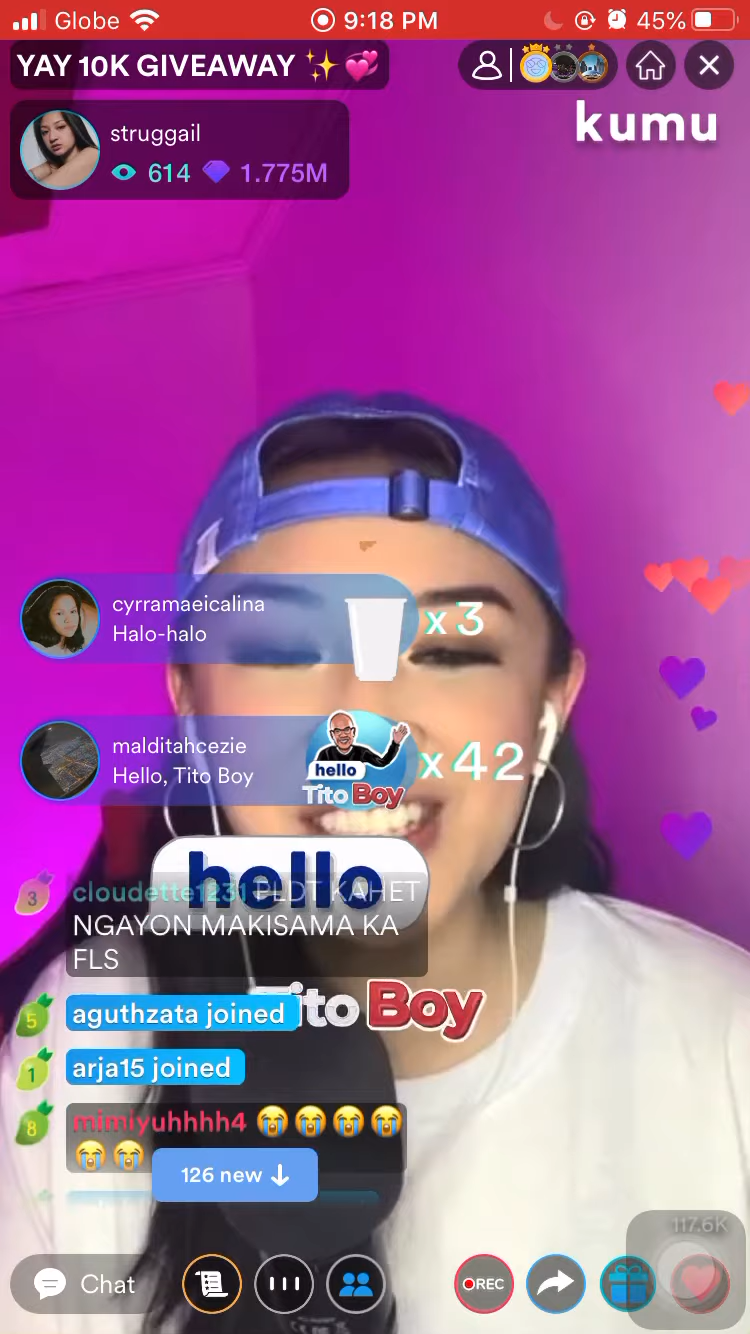 Globe
9:18 PM
45%
YAY 10K GIVEAWAY ✨💞
kumu
struggail
614 1.775M
cyrramaeicalina
Halo-halo
x3
malditahcezie
Hello, Tito Boy
hello
Tito Boy
x42
hello
Tito Boy
3 cloudette1231 PLDT KAHET
NGAYON MAKISAMA KA
FLS
5 aguthzata joined
1 arja15 joined
8 mimiyuhhhh4 😭😭😭😭
😭😭
126 new ↓
117.6K
Chat
REC